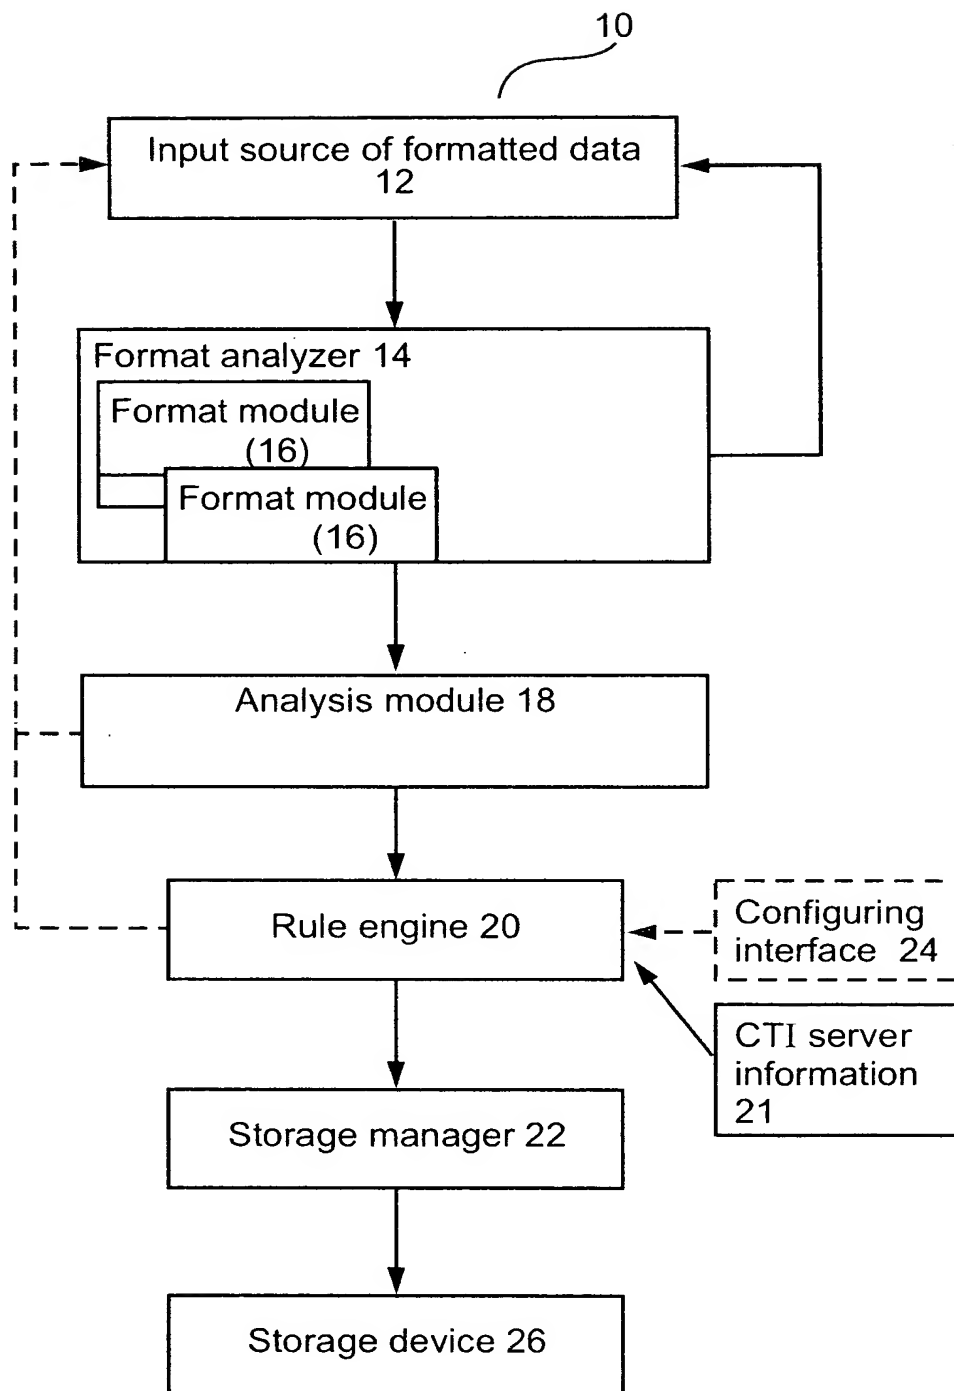 10
Input source of formatted data
12
Format analyzer 14
Format module
(16)
Format module
(16)
Analysis module 18
Rule engine 20
Configuring
interface 24
CTI server
information
21
Storage manager 22
Storage device 26